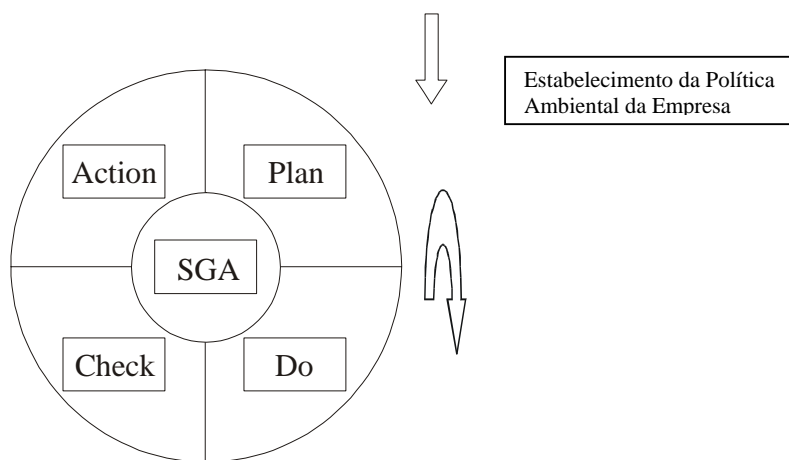 Estabelecimento da Política
Ambiental da Empresa
Action
Plan
SGA
Check
Do